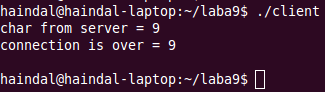 haindal@haindal-laptop:~/laba9$ ./client
char from server = 9
connection is over = 9
haindal@haindal-laptop:~/laba9$